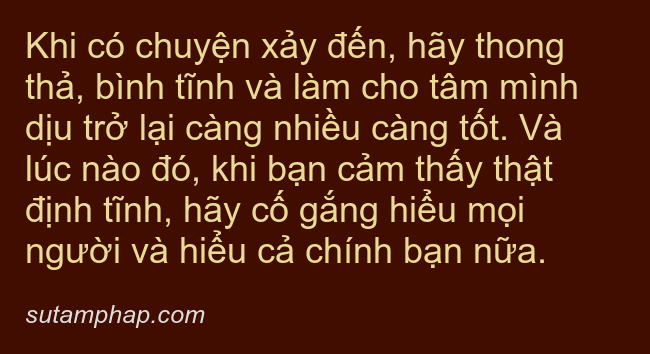 Khi có chuyện xảy đến, hãy thong
thả, bình tĩnh và làm cho tâm mình
dịu trở lại càng nhiều càng tốt. Và
lúc nào đó, khi bạn cảm thấy thật
định tĩnh, hãy cố gắng hiểu mọi
người và hiểu cả chính bạn nữa.
sutamphap.com